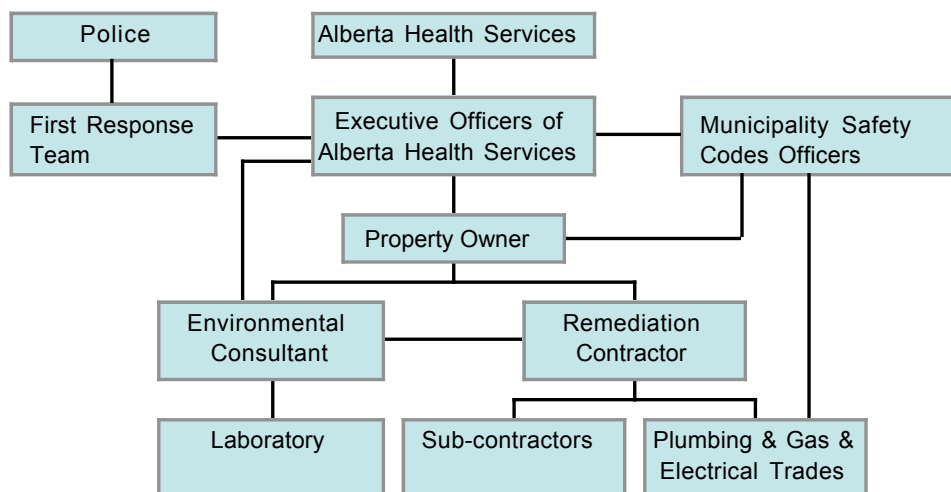 Police
Alberta Health Services
First Response
Team
Executive Officers of
Alberta Health Services
Municipality Safety
Codes Officers
Property Owner
Environmental
Consultant
Remediation
Contractor
Laboratory
Sub-contractors
Plumbing & Gas &
Electrical Trades